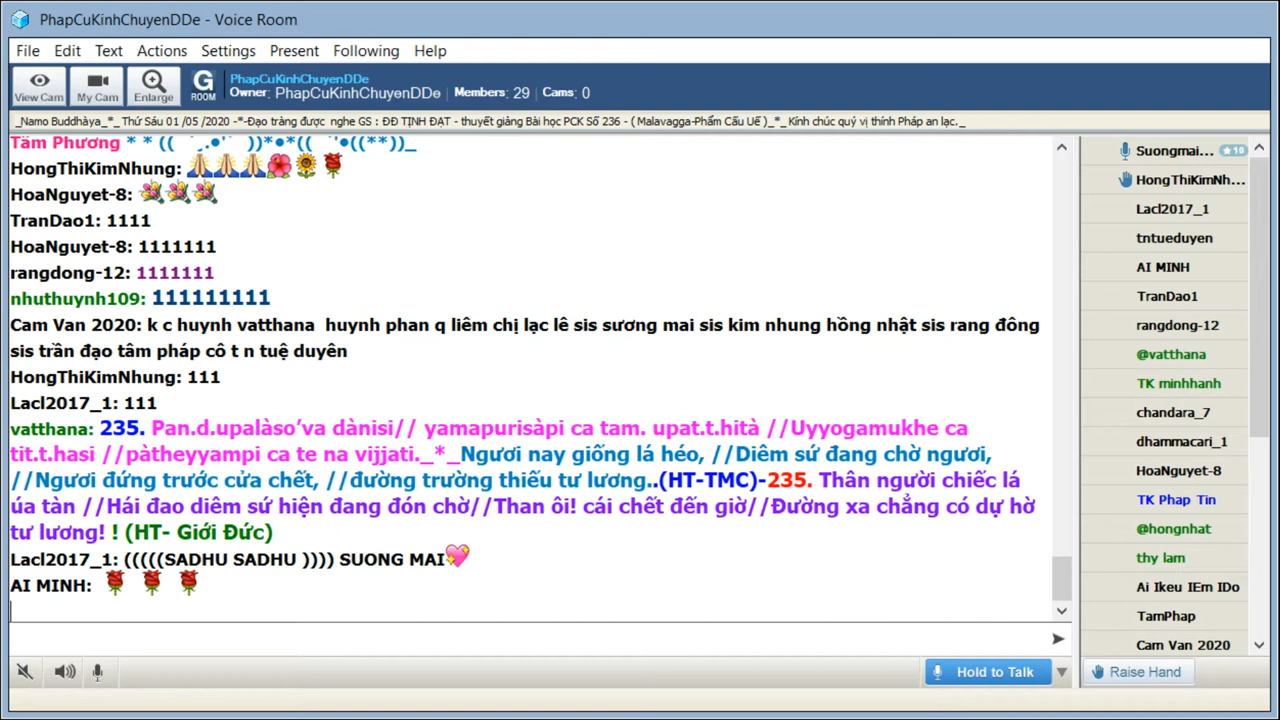 PhapCuKinhChuyenDDe - Voice Room
File Edit Text Actions Settings Present Following Help
View Cam
My Cam
Enlarge
G
ROOM
PhapCuKinhChuyenDDe
Owner: PhapCuKinhChuyenDDe Members: 29 Cams: 0
_Namo Buddhàya_*_ Thứ Sáu 01 /05 /2020 -*-Đạo tràng được nghe GS : ĐĐ TỊNH ĐẠT - thuyết giảng Bài học PCK Số 236 - ( Malavagga-Phẩm Cấu Uế )_*_ Kính chúc quý vị thính Pháp an lạc._
Tâm Phương
HongThiKimNhung:
HoaNguyet-8:
TranDao1: 1111
HoaNguyet-8: 1111111
rangdong-12: 1111111
nhuthuynh109: 111111111
Cam Van 2020: k c huynh vatthana huynh phan q liêm chị lạc lê sis sương mai sis kim nhung hồng nhật sis rang đông
sis trần đạo tâm pháp cô t n tuệ duyên
HongThiKimNhung: 111
Lacl2017_1: 111
vatthana: 235. Pan.d.upalàso’va dànisi// yamapurisàpi ca tam. upat.t.hità //Uyyogamukhe ca
tit.t.hasi //pàtheyyampi ca te na vijjati._*_Ngươi nay giống lá héo, //Diêm sứ đang chờ ngươi,
//Ngươi đứng trước cửa chết, //đường trường thiếu tư lương..(HT-TMC)-235. Thân người chiếc lá
úa tàn //Hái đao diêm sứ hiện đang đón chờ//Than ôi! cái chết đến giờ//Đường xa chẳng có dự hờ
tư lương! ! (HT- Giới Đức)
Lacl2017_1: (((((SADHU SADHU )))) SUONG MAI
AI MINH:
Hold to Talk
Suongmai... 10
HongThiKimNh...
Lacl2017_1
tntueduyen
AI MINH
TranDao1
rangdong-12
@vatthana
TK minhhanh
chandara_7
dhammacari_1
HoaNguyet-8
TK Phap Tin
@hongnhat
thy lam
Ai Ikeu IEm IDo
TamPhap
Cam Van 2020
Raise Hand